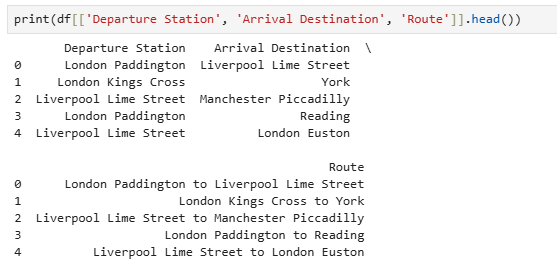 print(df[['Departure Station', 'Arrival Destination', 'Route']].head())
       Departure Station    Arrival Destination  \
0      London Paddington  Liverpool Lime Street
1     London Kings Cross                   York
2  Liverpool Lime Street  Manchester Piccadilly
3      London Paddington                Reading
4  Liverpool Lime Street          London Euston
                                            Route
0      London Paddington to Liverpool Lime Street
1                      London Kings Cross to York
2  Liverpool Lime Street to Manchester Piccadilly
3                    London Paddington to Reading
4          Liverpool Lime Street to London Euston